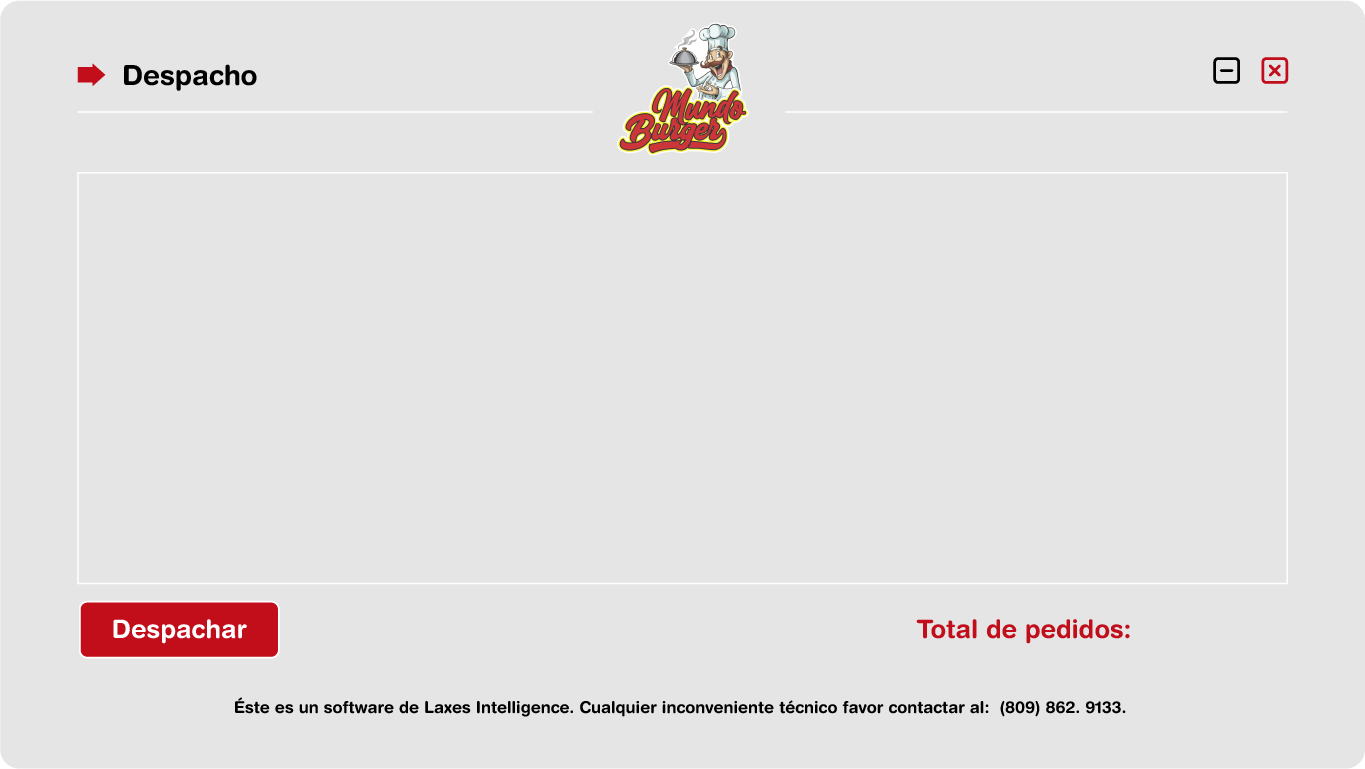 Despacho
Mundo
Burger
Despachar
Total de pedidos:
Éste es un software de Laxes Intelligence. Cualquier inconveniente técnico favor contactar al:  (809) 862. 9133.